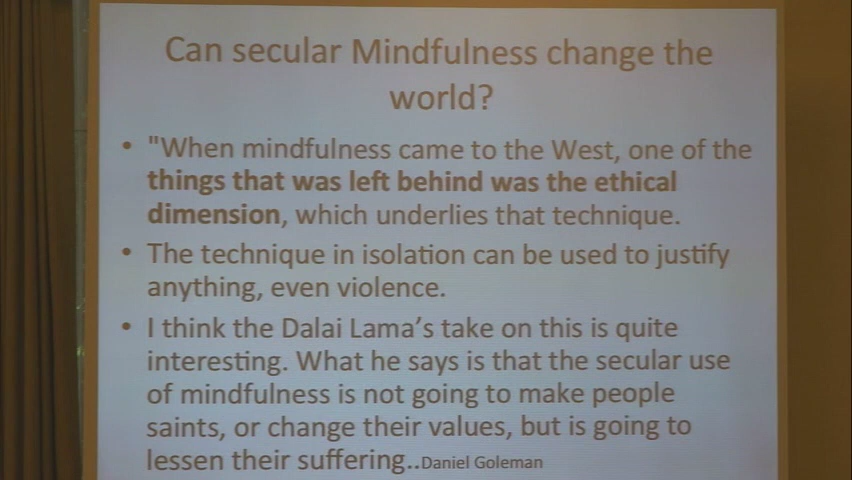 Can secular Mindfulness change the
world?
• "When mindfulness came to the West, one of the
things that was left behind was the ethical
dimension, which underlies that technique.
• The technique in isolation can be used to justify
anything, even violence.
• I think the Dalai Lama's take on this is quite
interesting. What he says is that the secular use
of mindfulness is not going to make people
saints, or change their values, but is going to
lessen their suffering..Daniel Goleman